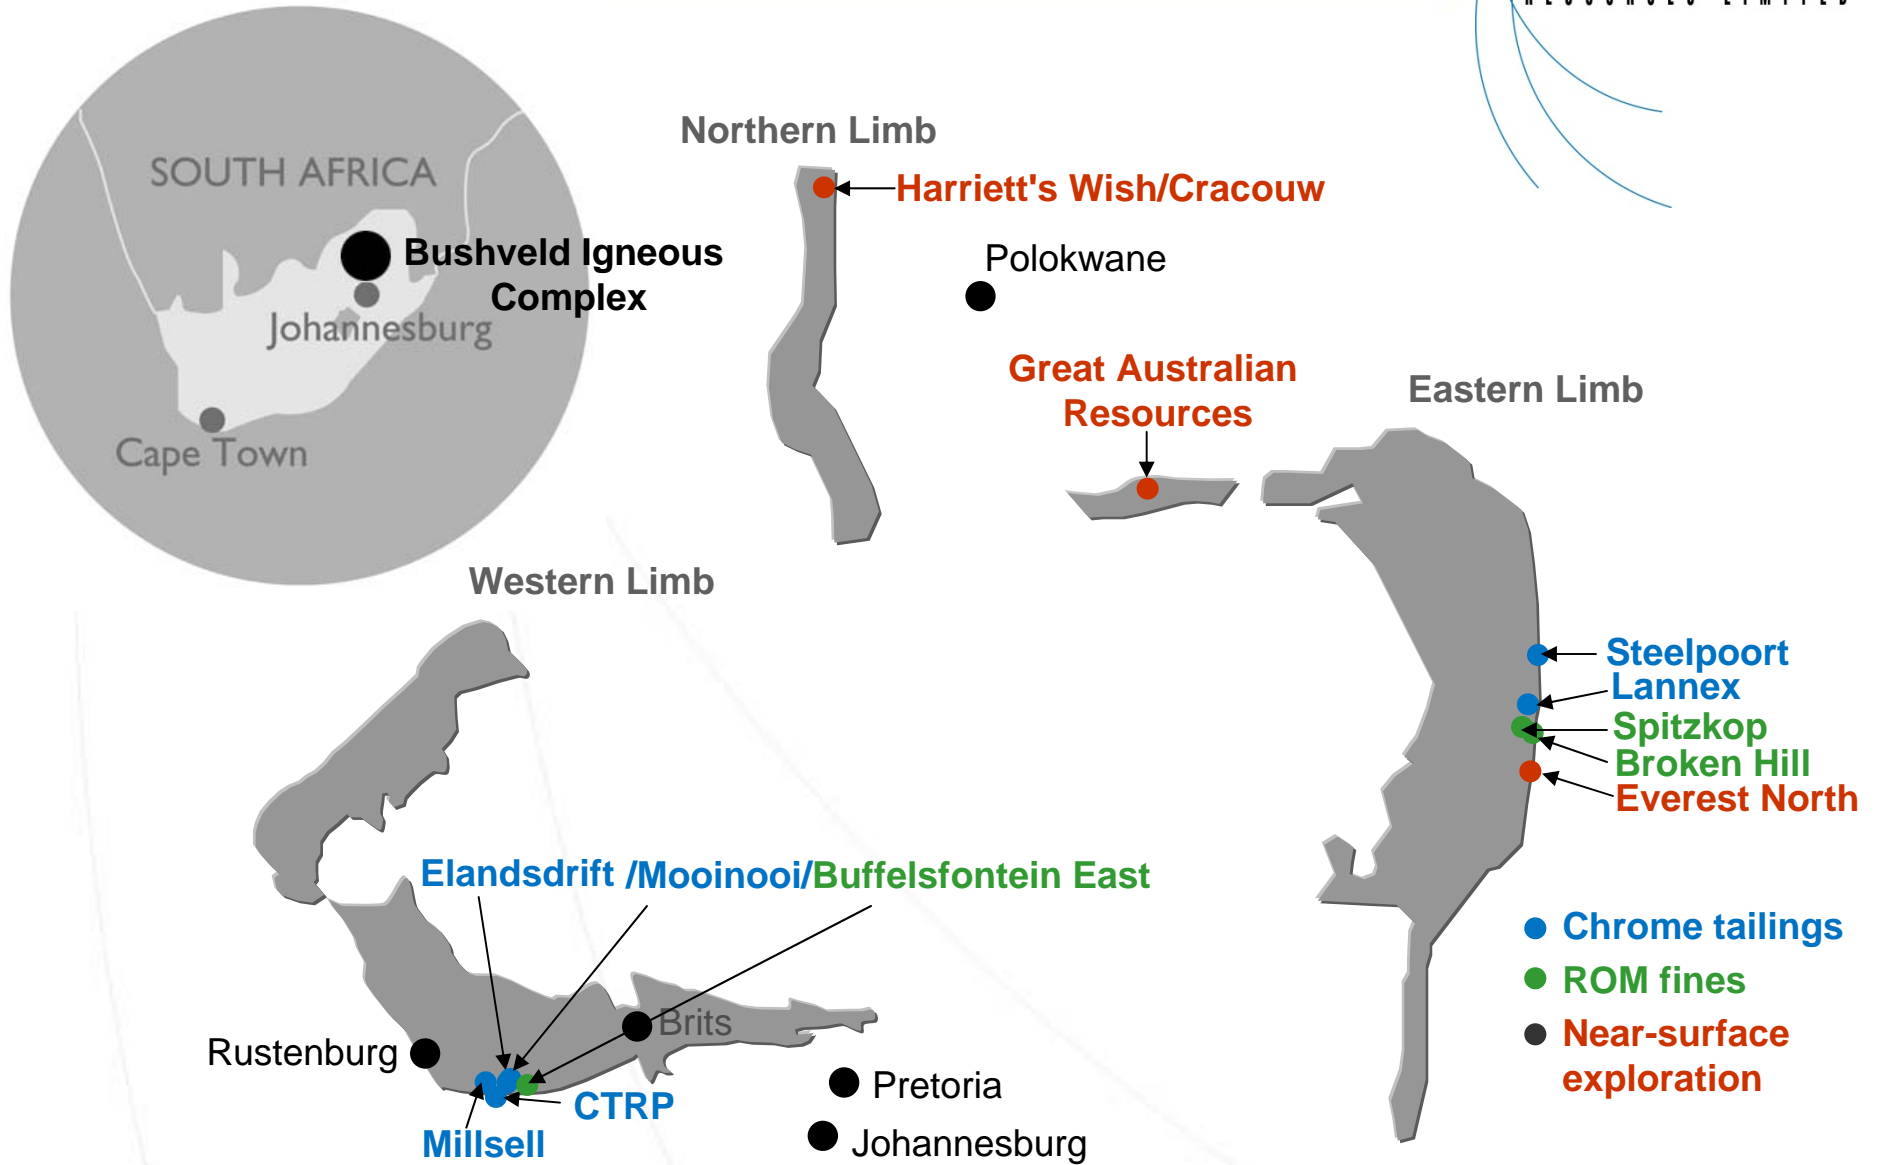 RESOURCES LIMITED
Northern Limb
SOUTH AFRICA
Harriett's Wish/Cracouw
Bushveld Igneous
Complex
Polokwane
Johannesburg
Great Australian
Resources
Eastern Limb
Cape Town
Western Limb
Steelpoort
Lannex
Spitzkop
Broken Hill
Everest North
Elandsdrift /Mooinooi/Buffelsfontein East
Chrome tailings
ROM fines
Near-surface
exploration
Brits
Rustenburg
Pretoria
CTRP
Millsell
Johannesburg